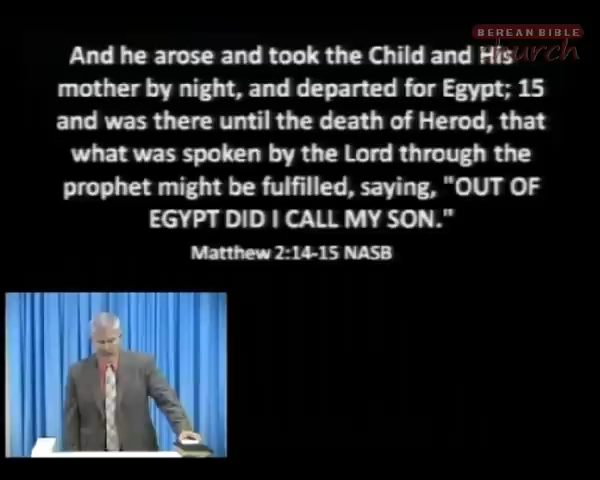 BEREAN BIBLE
church
And he arose and took the Child and His
mother by night, and departed for Egypt; 15
and was there until the death of Herod, that
what was spoken by the Lord through the
prophet might be fulfilled, saying, "OUT OF
EGYPT DID I CALL MY SON."
Matthew 2:14-15 NASB